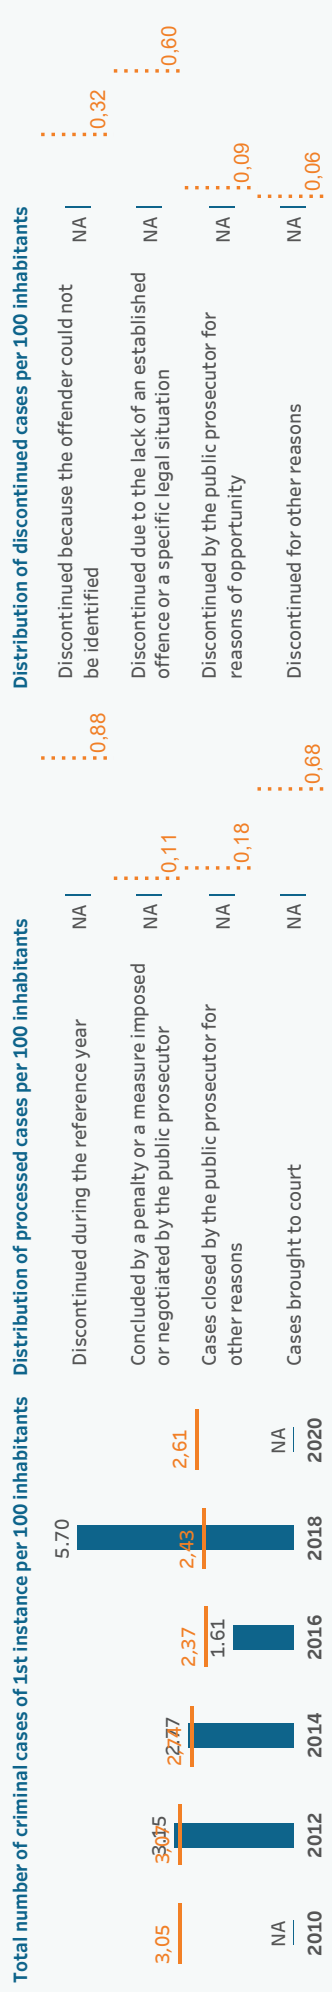 Total number of criminal cases of 1st instance per 100 inhabitants
3,05
NA
2010
3.15
3,07
2012
2.77
2,74
2014
2,37
1.61
2016
5.70
2,43
2018
2,61
NA
2020
Distribution of processed cases per 100 inhabitants
Discontinued during the reference year
NA
0,88
Concluded by a penalty or a measure imposed
or negotiated by the public prosecutor
NA
0,11
Cases closed by the public prosecutor for
other reasons
NA
0,18
Cases brought to court
NA
0,68
Distribution of discontinued cases per 100 inhabitants
Discontinued because the offender could not
be identified
NA
0,32
Discontinued due to the lack of an established
offence or a specific legal situation
NA
0,60
Discontinued by the public prosecutor for
reasons of opportunity
NA
0,09
Discontinued for other reasons
NA
0,06